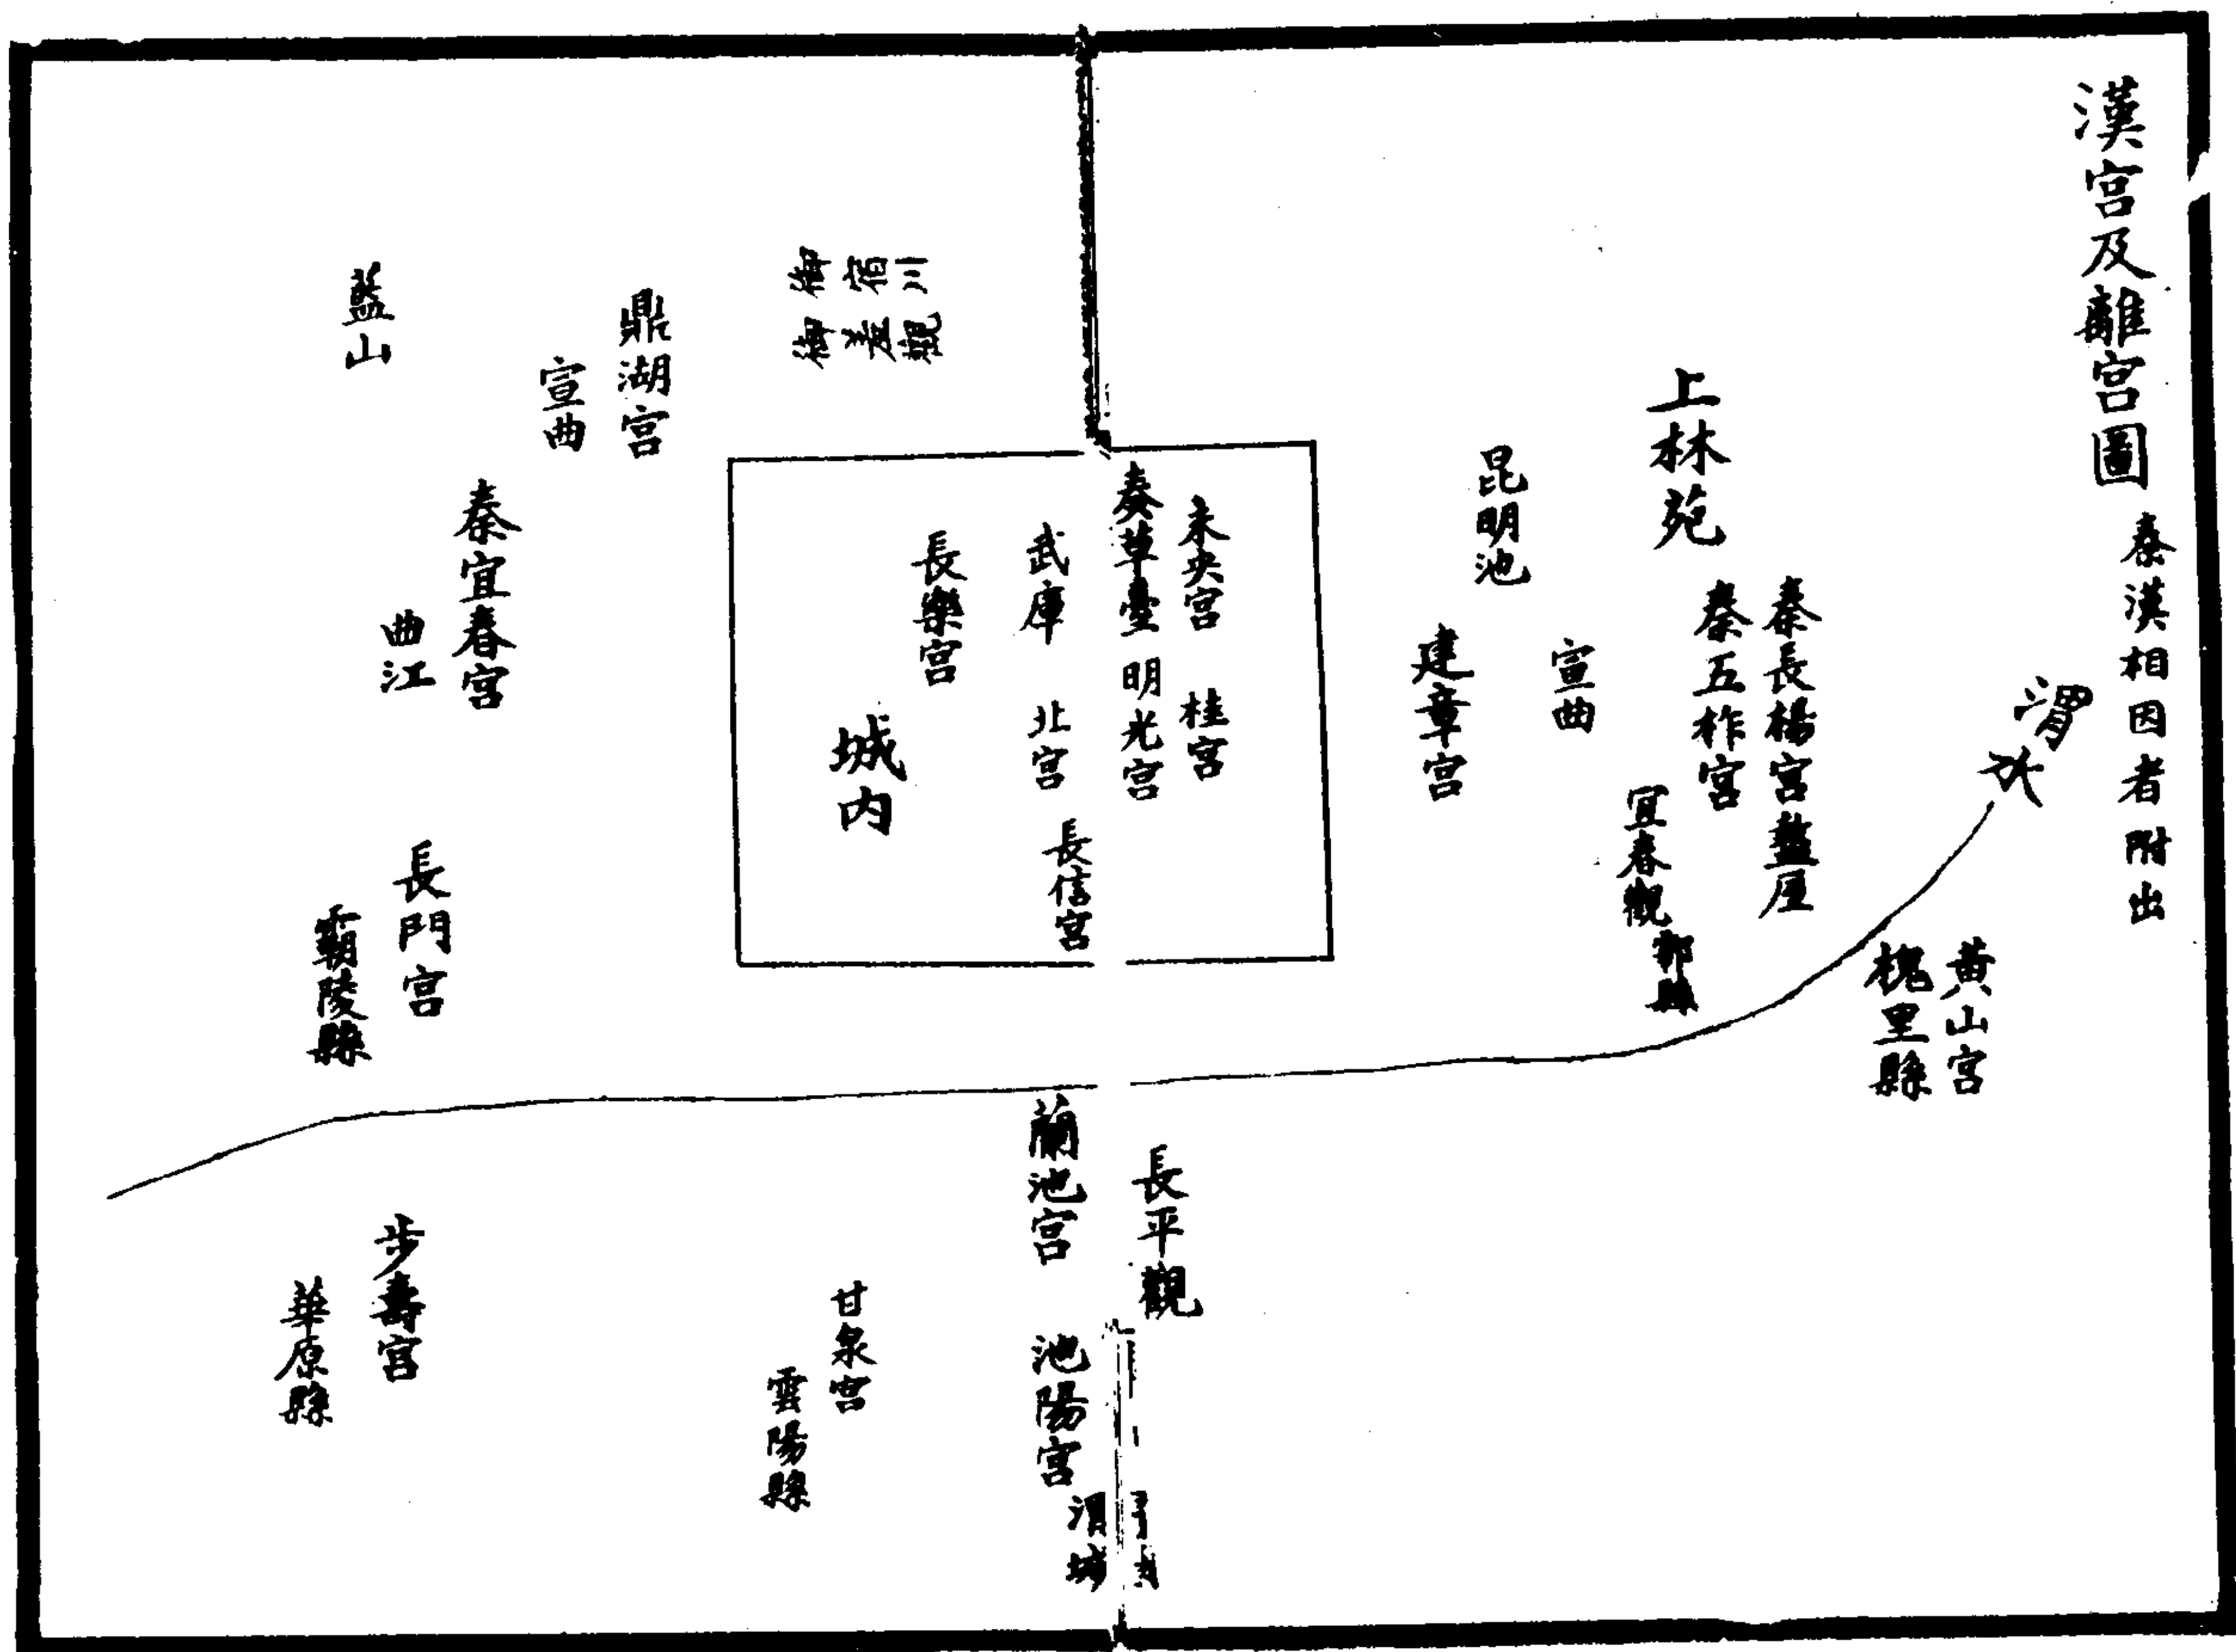 漢宮及離宮圖
秦漢相因者附出
渭水
黃山宮
槐里縣
秦長楊宮盩厔
秦五柞宮
上林苑
宜春觀
鄠縣
宣曲
昆明池
建章宮
未央宮
桂宮
奏草臺
明光宮
武庫
北宮
長信宮
長樂宮
城内
長平觀
蘭池宮
池陽宮
渭城
鼎湖宮
宣曲
藍山
秦宜春宮
曲江
長門宮
霸陵縣
甘泉宮
雲陽縣
步壽宮
華原縣